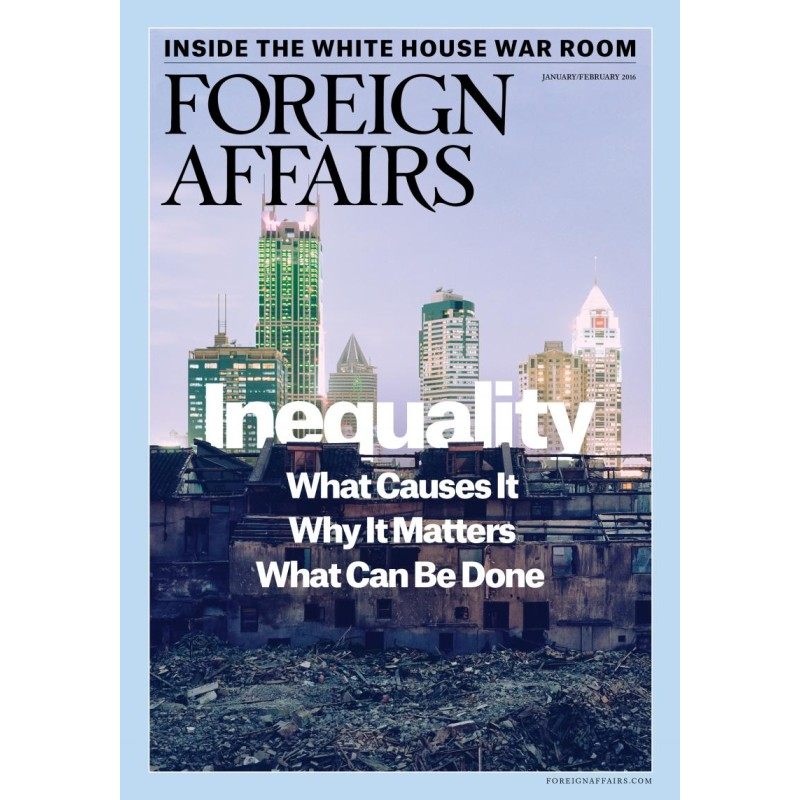 INSIDE THE WHITE HOUSE WAR ROOM
FOREIGN
JANUARY/FEBRUARY 2016
AFFAIRS
Inequality
What Causes It
Why It Matters
What Can Be Done
FOREIGNAFFAIRS.COM